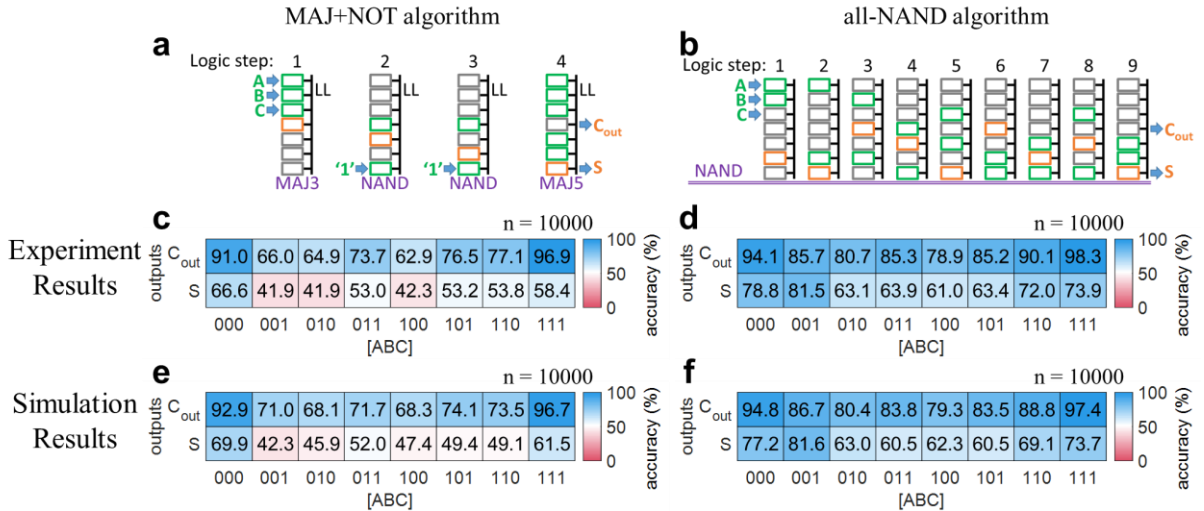 MAJ+NOT algorithm
all-NAND algorithm
a
Logic step: 1 2 3 4
A
B
C
LL
LL
LL
LL
C_out
'1'
'1'
S
MAJ3
NAND
NAND
MAJ5
b
Logic step: 1 2 3 4 5 6 7 8 9
A
B
C
C_out
NAND
S
Experiment
Results
c
n = 10000
outputs
C_out 91.0 66.0 64.9 73.7 62.9 76.5 77.1 96.9
S 66.6 41.9 41.9 53.0 42.3 53.2 53.8 58.4
000 001 010 011 100 101 110 111
[ABC]
100
50
0
accuracy (%)
d
n = 10000
outputs
C_out 94.1 85.7 80.7 85.3 78.9 85.2 90.1 98.3
S 78.8 81.5 63.1 63.9 61.0 63.4 72.0 73.9
000 001 010 011 100 101 110 111
[ABC]
100
50
0
accuracy (%)
Simulation
Results
e
n = 10000
outputs
C_out 92.9 71.0 68.1 71.7 68.3 74.1 73.5 96.7
S 69.9 42.3 45.9 52.0 47.4 49.4 49.1 61.5
000 001 010 011 100 101 110 111
[ABC]
100
50
0
accuracy (%)
f
n = 10000
outputs
C_out 94.8 86.7 80.4 83.8 79.3 83.5 88.8 97.4
S 77.2 81.6 63.0 60.5 62.3 60.5 69.1 73.7
000 001 010 011 100 101 110 111
[ABC]
100
50
0
accuracy (%)